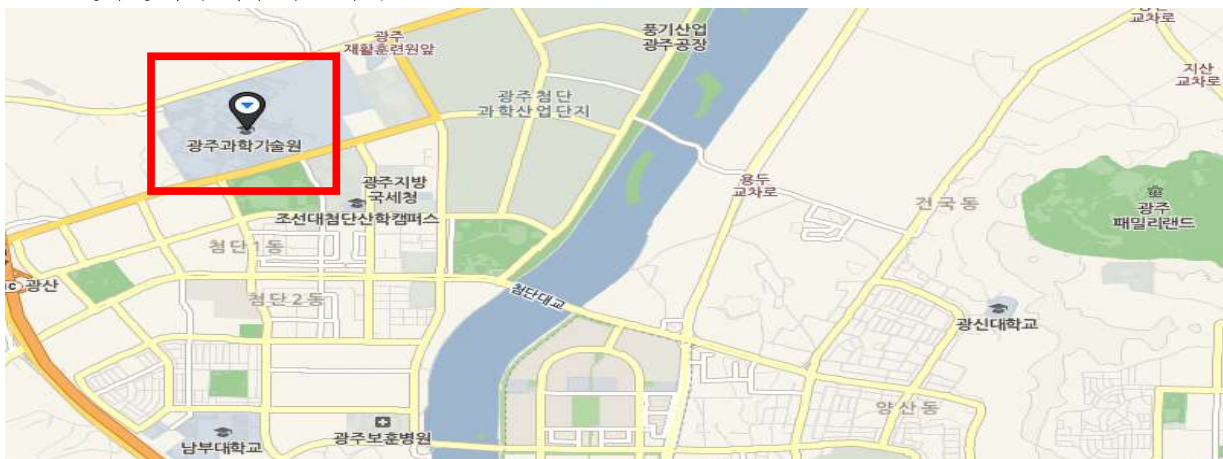 교차로
풍기산업
광주공장
광주
재활훈련원앞
지산
교차로
광주첨단
과학산업단지
광주과학기술원
광주지방
국세청
조선대첨단산학캠퍼스
용두
교차로
건국동
광주
패밀리랜드
첨단1동
광산
첨단2동
첨단대교
광신대학교
양산동
광주보훈병원
남부대학교